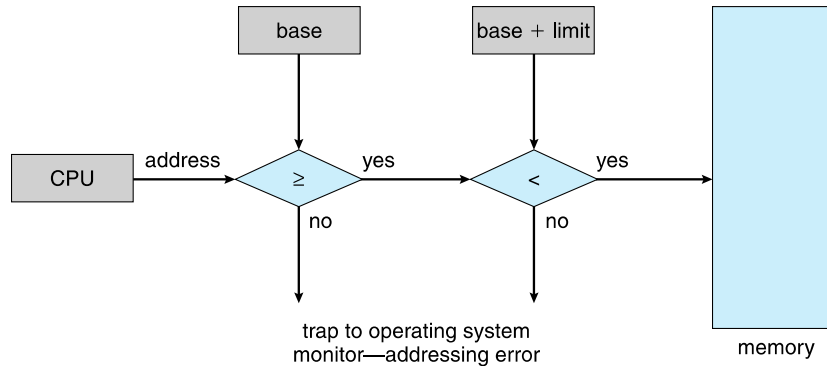 base
base + limit
CPU
address
≥
yes
<
yes
no
no
trap to operating system
monitor—addressing error
memory